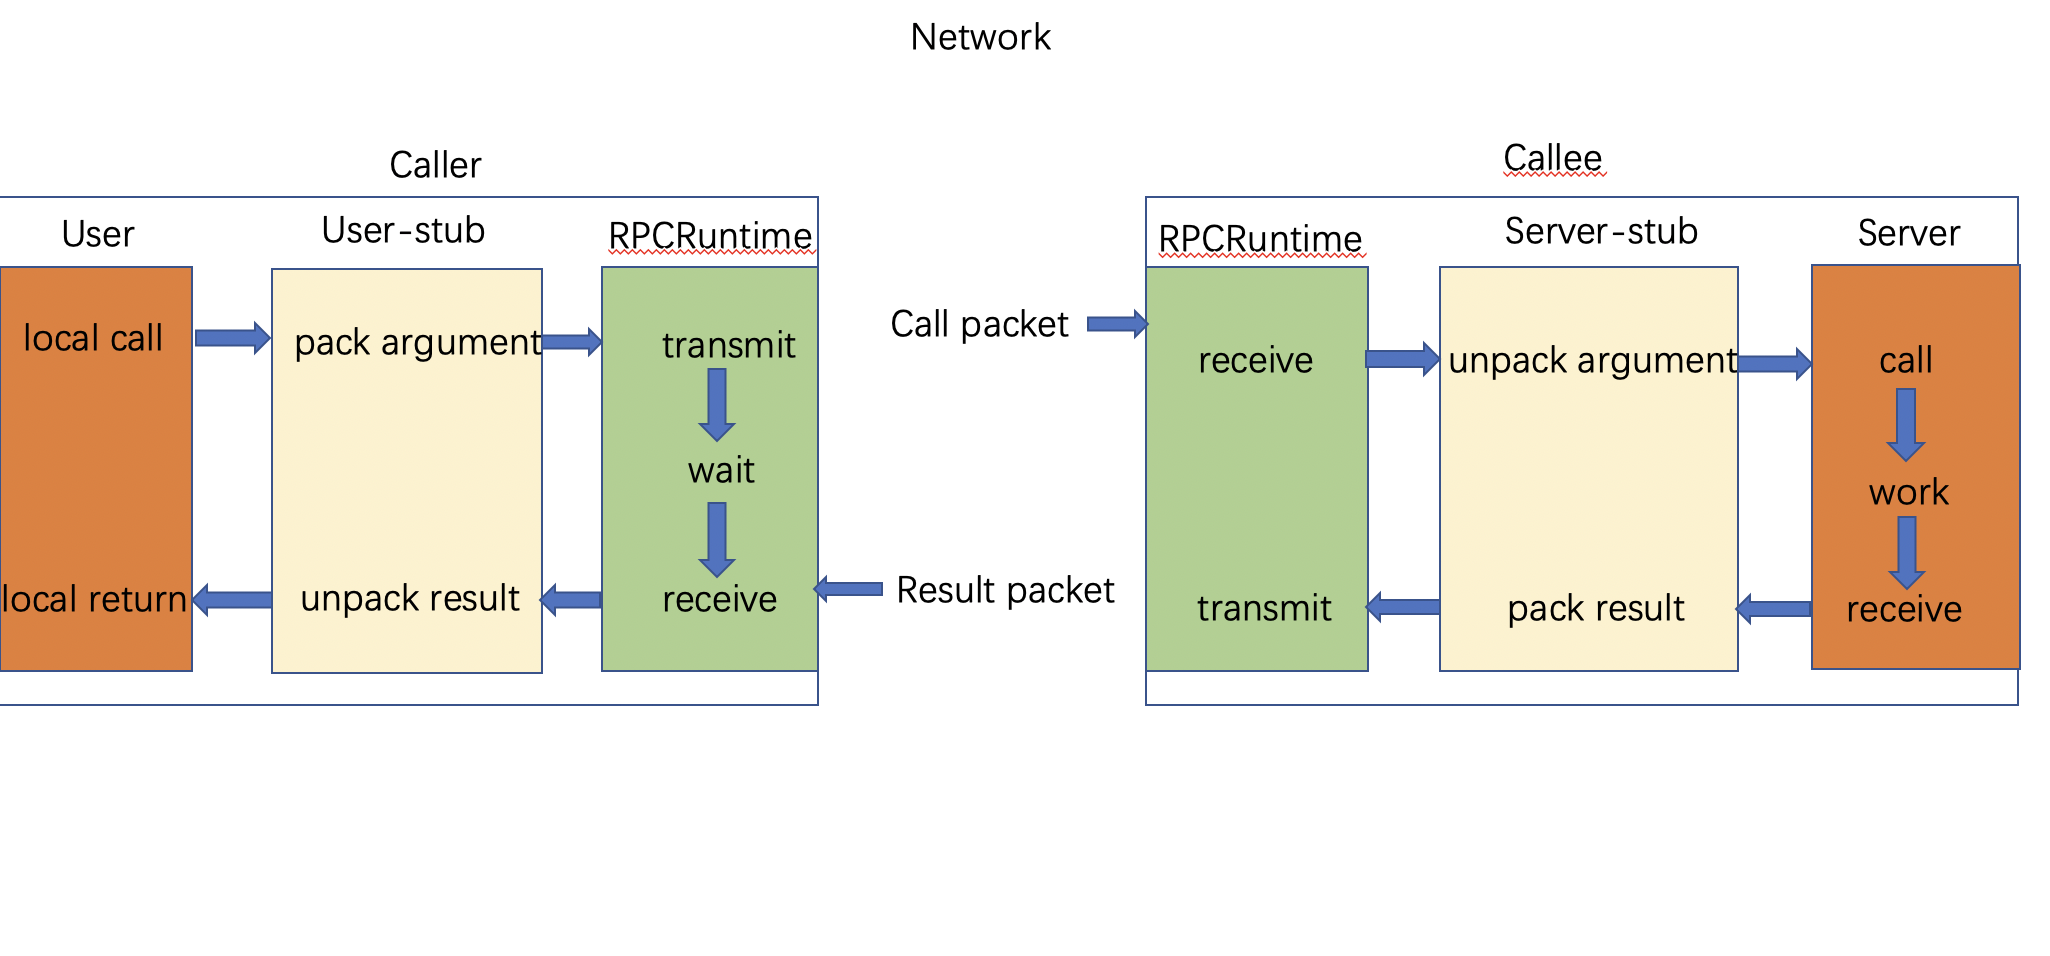 Network
Caller
Callee
User
User-stub
RPCRuntime
RPCRuntime
Server-stub
Server
local call
pack argument
transmit
Call packet
receive
unpack argument
call
wait
work
local return
unpack result
receive
Result packet
transmit
pack result
receive